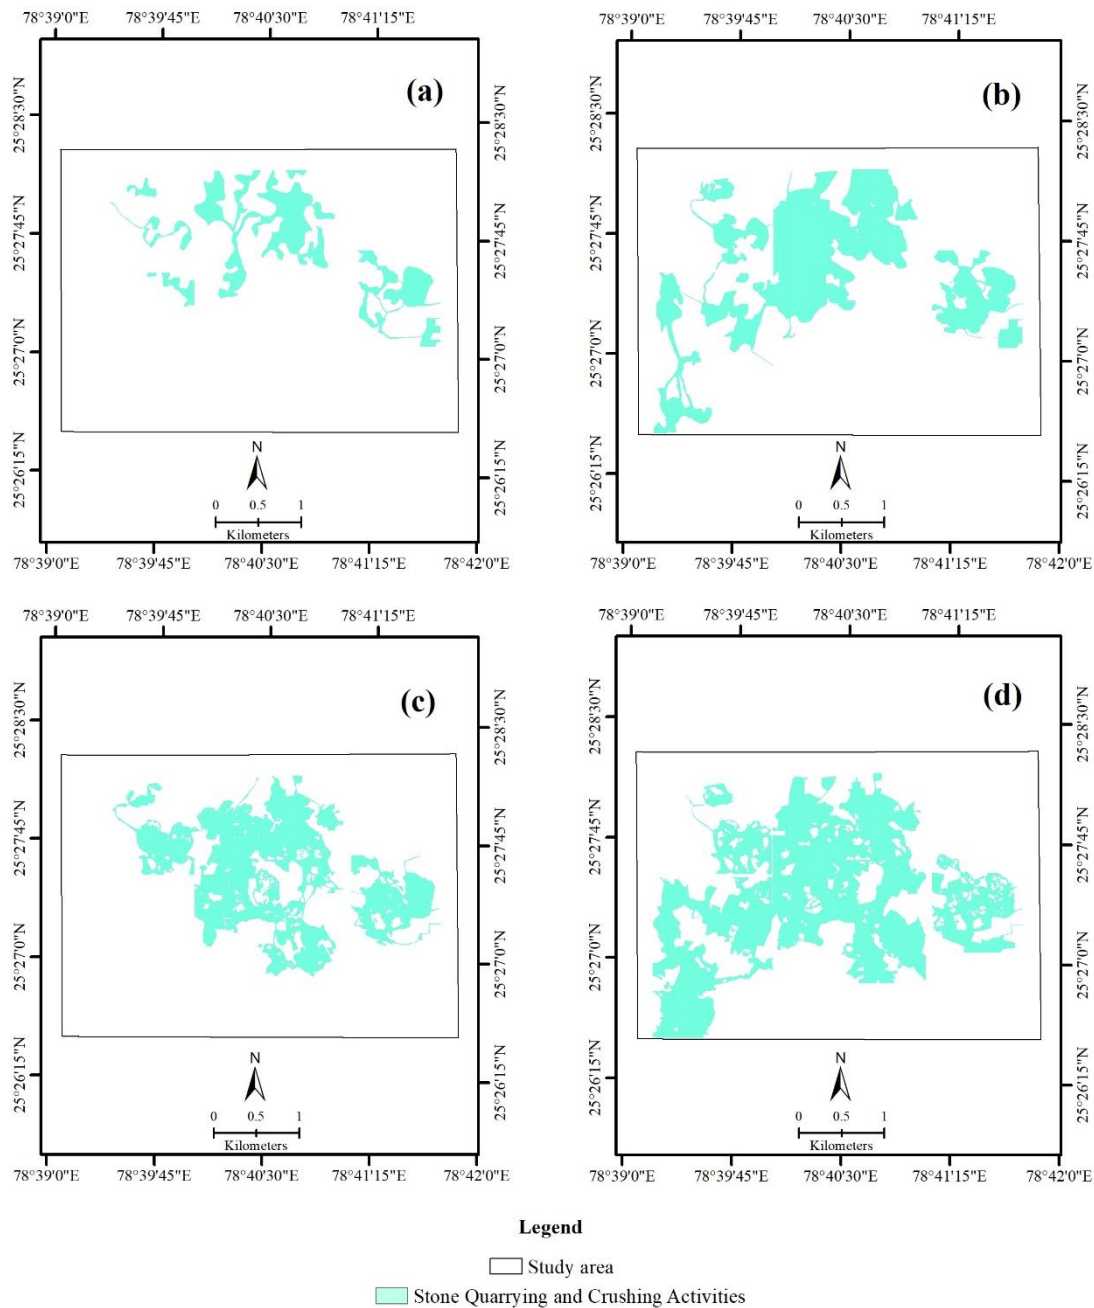 78°39'0"E 78°39'45"E 78°40'30"E 78°41'15"E
(a)
25°28'30"N
25°27'45"N
25°27'0"N
25°26'15"N
25°28'30"N
25°27'45"N
25°27'0"N
25°26'15"N
N
0 0.5 1
Kilometers
78°39'0"E 78°39'45"E 78°40'30"E 78°41'15"E 78°42'0"E
78°39'0"E 78°39'45"E 78°40'30"E 78°41'15"E
(b)
25°28'30"N
25°27'45"N
25°27'0"N
25°26'15"N
25°28'30"N
25°27'45"N
25°27'0"N
25°26'15"N
N
0 0.5 1
Kilometers
78°39'0"E 78°39'45"E 78°40'30"E 78°41'15"E 78°42'0"E
78°39'0"E 78°39'45"E 78°40'30"E 78°41'15"E
(c)
25°28'30"N
25°27'45"N
25°27'0"N
25°26'15"N
25°28'30"N
25°27'45"N
25°27'0"N
25°26'15"N
N
0 0.5 1
Kilometers
78°39'0"E 78°39'45"E 78°40'30"E 78°41'15"E 78°42'0"E
78°39'0"E 78°39'45"E 78°40'30"E 78°41'15"E
(d)
25°28'30"N
25°27'45"N
25°27'0"N
25°26'15"N
25°28'30"N
25°27'45"N
25°27'0"N
25°26'15"N
N
0 0.5 1
Kilometers
78°39'0"E 78°39'45"E 78°40'30"E 78°41'15"E 78°42'0"E
Legend
Study area
Stone Quarrying and Crushing Activities